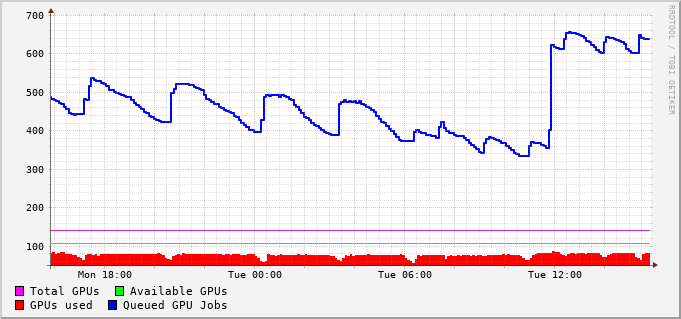 700
600
500
400
300
200
100
Mon 18:00 Tue 00:00 Tue 06:00 Tue 12:00
Total GPUs Available GPUs
GPUs used Queued GPU Jobs
RRDTOOL / TOBI OETIKER